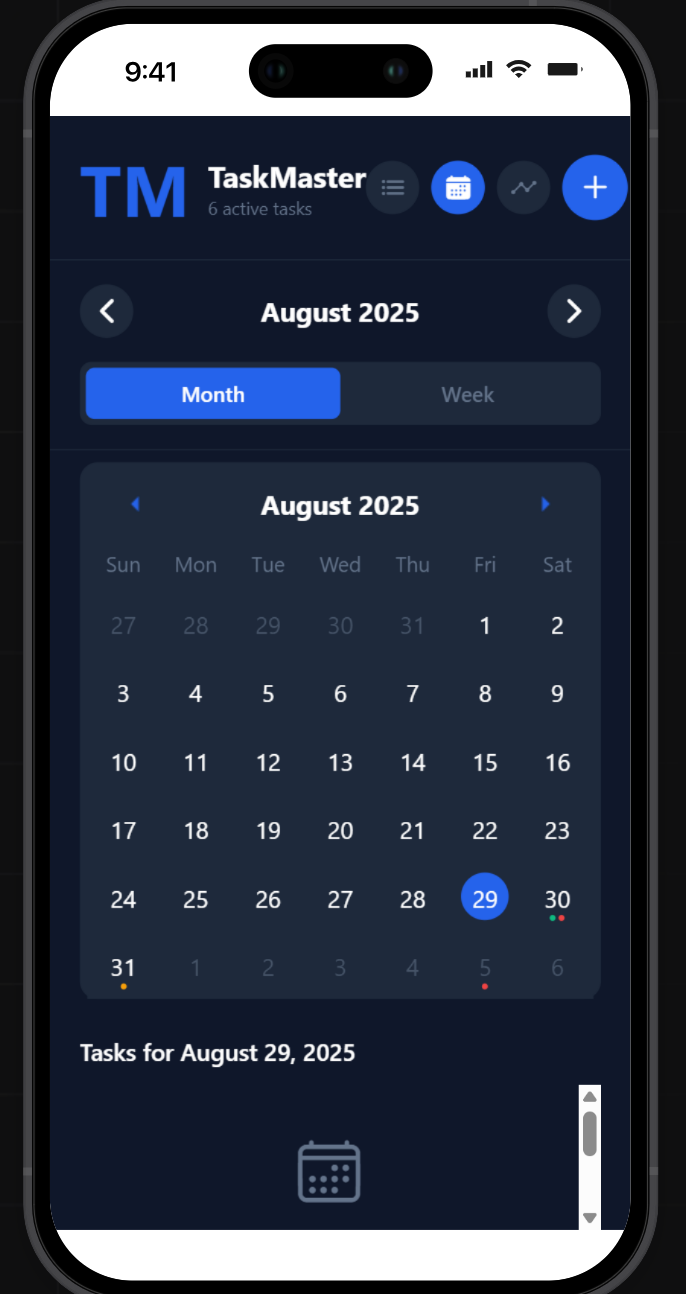 9:41
TM TaskMaster
6 active tasks
August 2025
Month Week
August 2025
Sun Mon Tue Wed Thu Fri Sat
27 28 29 30 31 1 2
3 4 5 6 7 8 9
10 11 12 13 14 15 16
17 18 19 20 21 22 23
24 25 26 27 28 29 30
31 1 2 3 4 5 6
Tasks for August 29, 2025